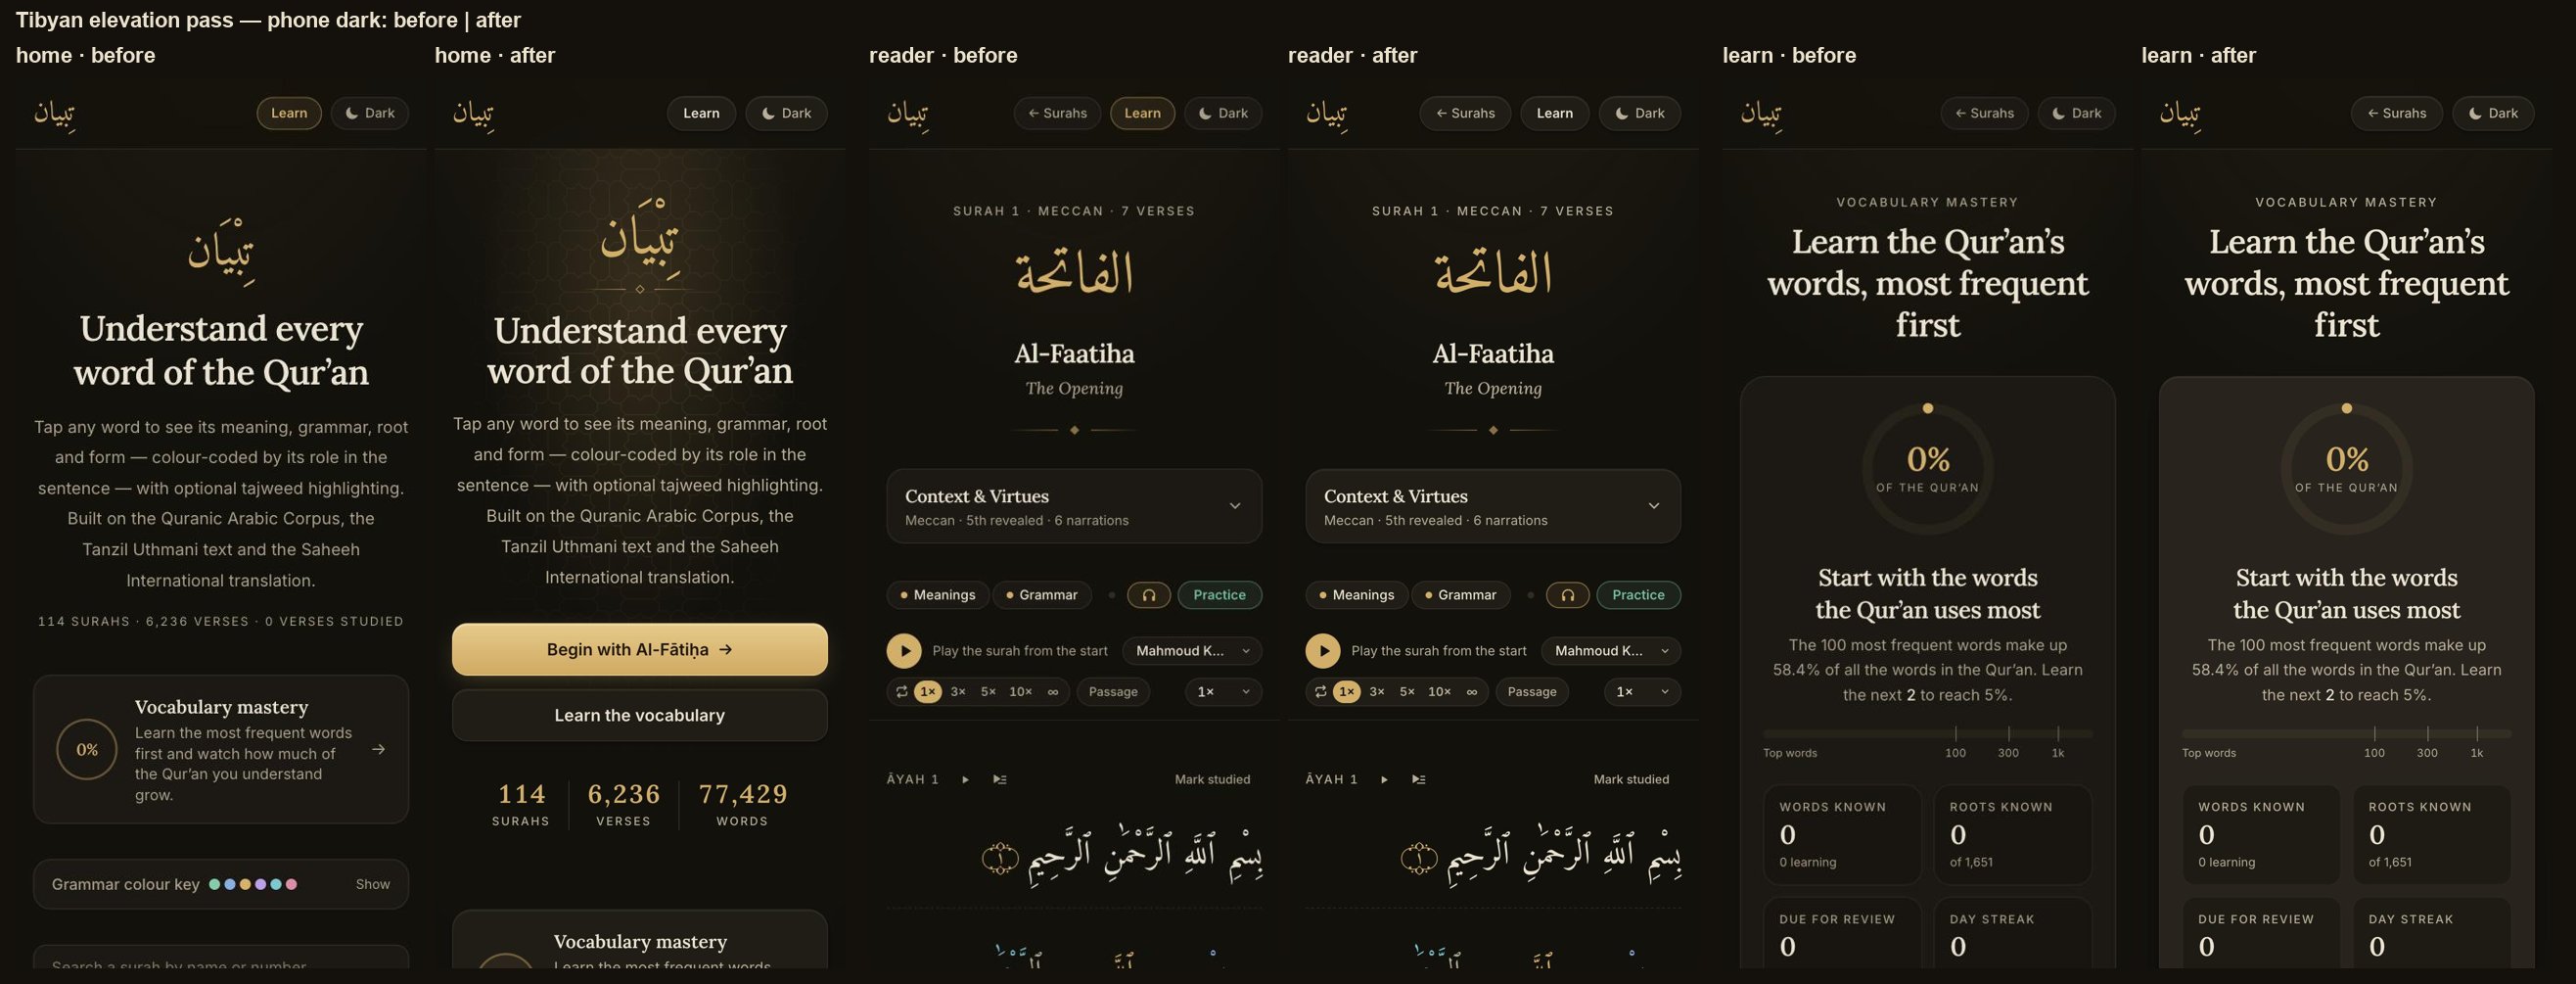 Tibyan elevation pass — phone dark: before | after
home · before
تِبيان
Learn
Dark
تِبْيَان
Understand every
word of the Qur’an
Tap any word to see its meaning, grammar, root
and form — colour-coded by its role in the
sentence — with optional tajweed highlighting.
Built on the Quranic Arabic Corpus, the
Tanzil Uthmani text and the Saheeh
International translation.
114 SURAHS · 6,236 VERSES · 0 VERSES STUDIED
0%
Vocabulary mastery
Learn the most frequent words
first and watch how much of
the Qur’an you understand
grow.
→
Grammar colour key
Show
Search a surah by name or number
home · after
تِبيان
Learn
Dark
تِبْيَان
Understand every
word of the Qur’an
Tap any word to see its meaning, grammar, root
and form — colour-coded by its role in the
sentence — with optional tajweed highlighting.
Built on the Quranic Arabic Corpus, the
Tanzil Uthmani text and the Saheeh
International translation.
Begin with Al-Fātiḥa →
Learn the vocabulary
114 6,236 77,429
SURAHS VERSES WORDS
Vocabulary mastery
Learn the most frequent words
reader · before
تِبيان
← Surahs
Learn
Dark
SURAH 1 · MECCAN · 7 VERSES
الفاتحة
Al-Faatiha
The Opening
Context & Virtues
Meccan · 5th revealed · 6 narrations
Meanings
Grammar
Practice
Play the surah from the start
Mahmoud K...
1× 3× 5× 10× ∞
Passage
1×
ĀYAH 1
Mark studied
بِسْمِ ٱللَّهِ ٱلرَّحْمَٰنِ ٱلرَّحِيمِ ١
reader · after
تِبيان
← Surahs
Learn
Dark
SURAH 1 · MECCAN · 7 VERSES
الفاتحة
Al-Faatiha
The Opening
Context & Virtues
Meccan · 5th revealed · 6 narrations
Meanings
Grammar
Practice
Play the surah from the start
Mahmoud K...
1× 3× 5× 10× ∞
Passage
1×
ĀYAH 1
Mark studied
بِسْمِ ٱللَّهِ ٱلرَّحْمَٰنِ ٱلرَّحِيمِ ١
learn · before
تِبيان
← Surahs
Dark
VOCABULARY MASTERY
Learn the Qur’an’s
words, most frequent
first
0%
OF THE QUR’AN
Start with the words
the Qur’an uses most
The 100 most frequent words make up
58.4% of all the words in the Qur’an. Learn
the next 2 to reach 5%.
Top words 100 300 1k
WORDS KNOWN
0
0 learning
ROOTS KNOWN
0
of 1,651
DUE FOR REVIEW
0
DAY STREAK
0
learn · after
تِبيان
← Surahs
Dark
VOCABULARY MASTERY
Learn the Qur’an’s
words, most frequent
first
0%
OF THE QUR’AN
Start with the words
the Qur’an uses most
The 100 most frequent words make up
58.4% of all the words in the Qur’an. Learn
the next 2 to reach 5%.
Top words 100 300 1k
WORDS KNOWN
0
0 learning
ROOTS KNOWN
0
of 1,651
DUE FOR REVIEW
0
DAY STREAK
0